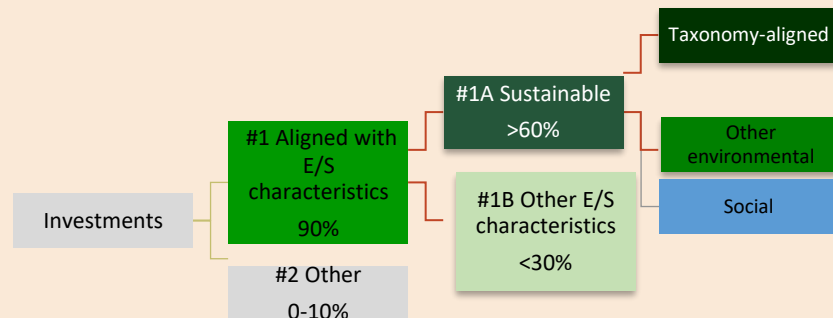 Taxonomy-aligned
#1A Sustainable
>60%
#1 Aligned with
E/S
characteristics
90%
Other
environmental
#1B Other E/S
characteristics
<30%
Social
Investments
#2 Other
0-10%